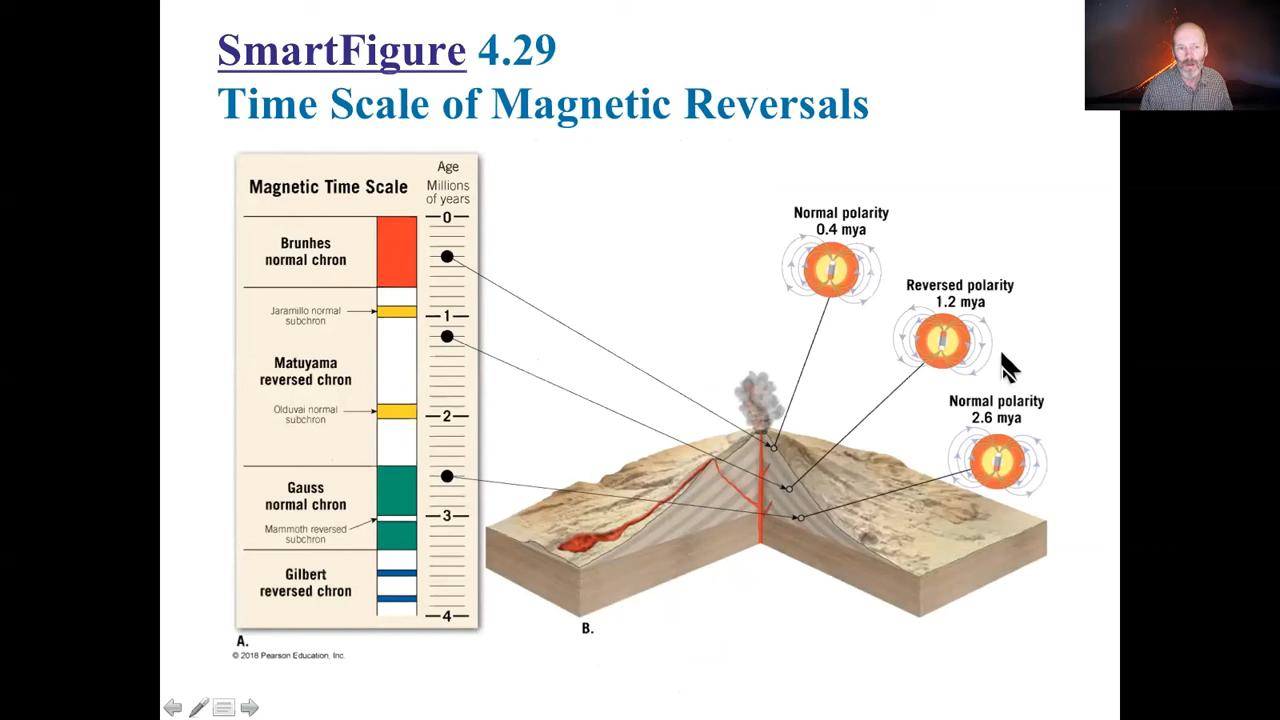 SmartFigure 4.29
Time Scale of Magnetic Reversals
Magnetic Time Scale
Age
Millions
of years
0
Brunhes
normal chron
Jaramillo normal
subchron
1
Matuyama
reversed chron
Olduvai normal
subchron
2
Gauss
normal chron
Mammoth reversed
subchron
3
Gilbert
reversed chron
4
A.
© 2018 Pearson Education, Inc.
Normal polarity
0.4 mya
Reversed polarity
1.2 mya
Normal polarity
2.6 mya
B.